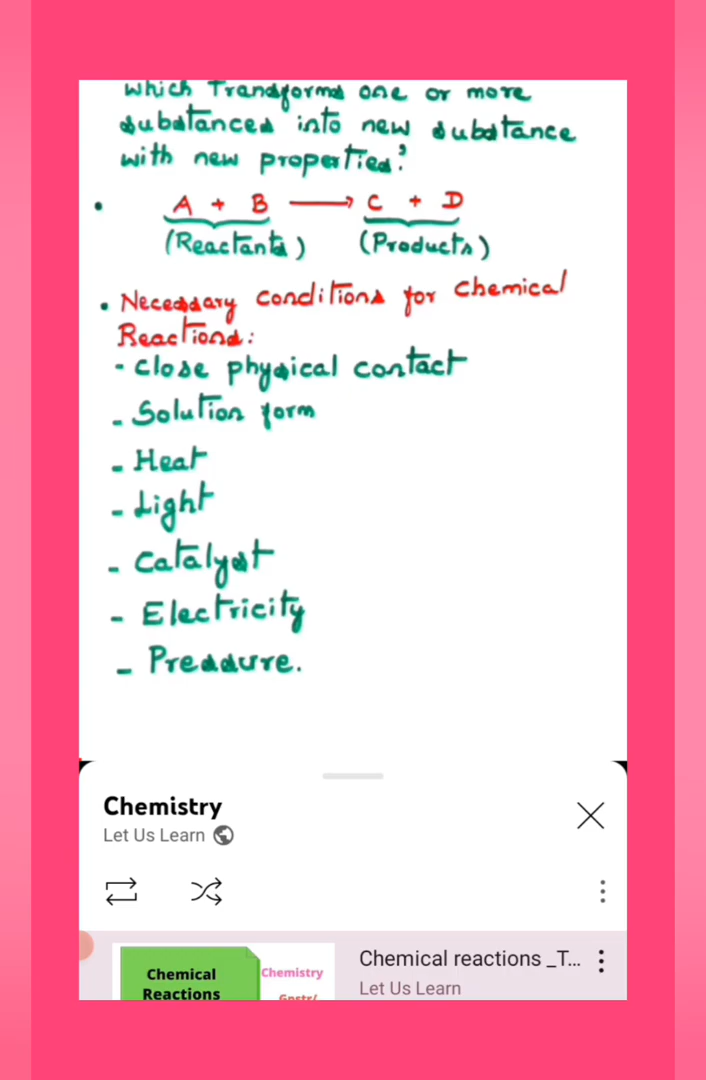 which Transforms one or more
substances into new substance
with new properties?
• A + B ⟶ C + D
(Reactants) (Products)
• Necessary conditions for Chemical
Reactions:
- Close physical contact
- Solution form
- Heat
- Light
- Catalyst
- Electricity
- Pressure.
Chemistry
Let Us Learn
Chemical reactions _T...
Let Us Learn
Chemical
Reactions
Chemistry